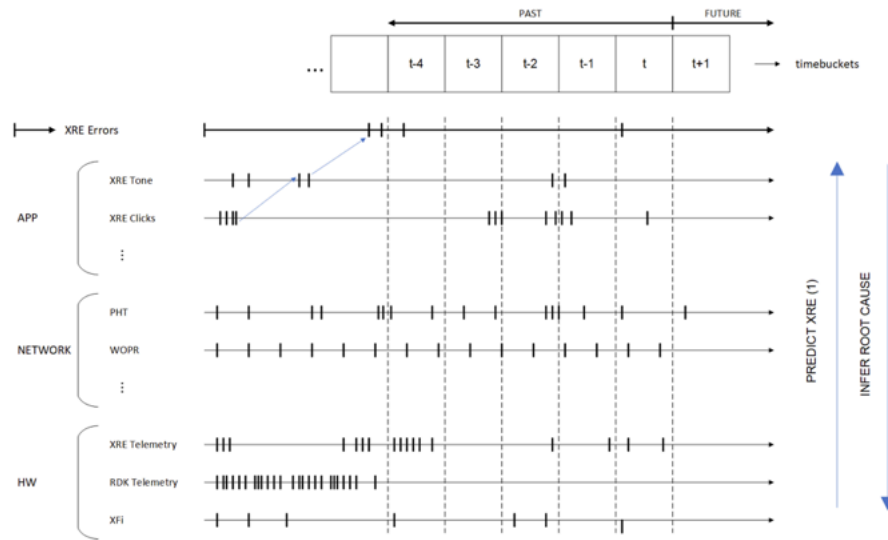 PAST
FUTURE
... t-4 t-3 t-2 t-1 t t+1 timebuckets
XRE Errors
XRE Tone
APP
XRE Clicks
⋮
PHT
NETWORK
WOPR
⋮
XRE Telemetry
HW
RDK Telemetry
XFi
PREDICT XRE (1)
INFER ROOT CAUSE